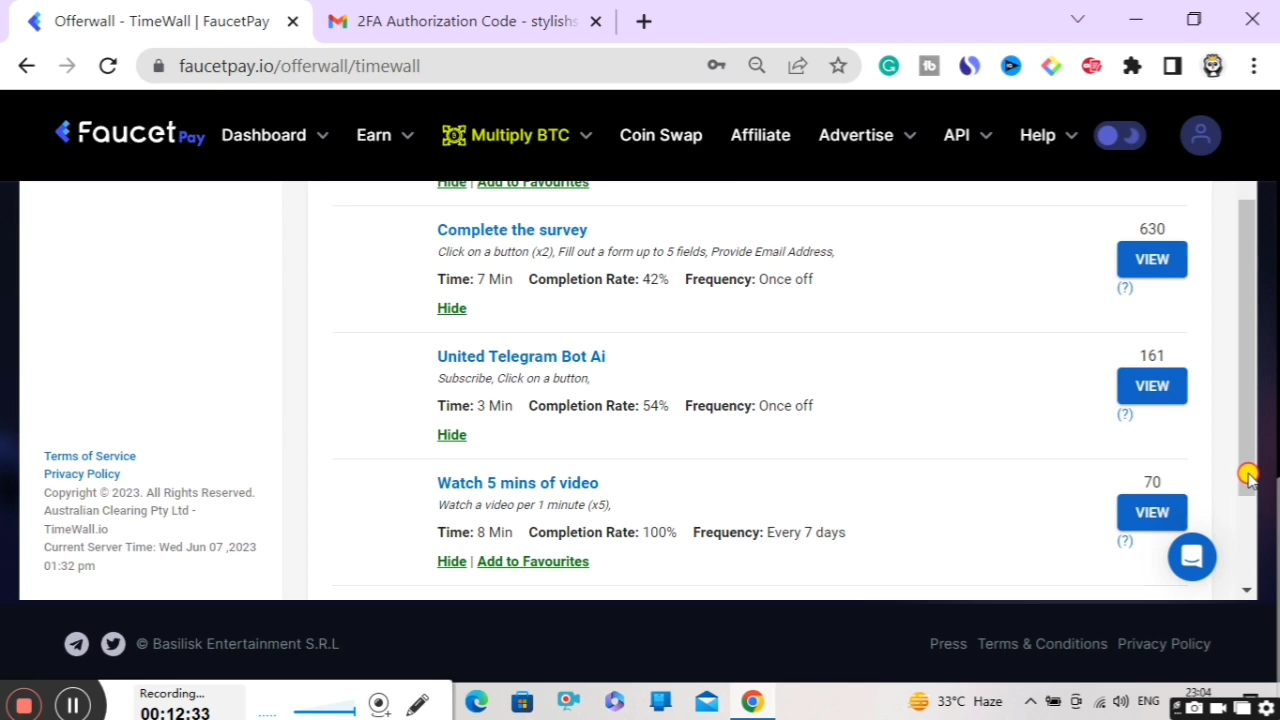 Offerwall - TimeWall | FaucetPay
2FA Authorization Code - stylishs
faucetpay.io/offerwall/timewall
FaucetPay Dashboard Earn Multiply BTC Coin Swap Affiliate Advertise API Help
Hide | Add to Favourites
Complete the survey
630
Click on a button (x2), Fill out a form up to 5 fields, Provide Email Address,
VIEW
Time: 7 Min Completion Rate: 42% Frequency: Once off
(?)
Hide
United Telegram Bot Ai
161
Subscribe, Click on a button,
VIEW
Time: 3 Min Completion Rate: 54% Frequency: Once off
(?)
Hide
Watch 5 mins of video
70
Watch a video per 1 minute (x5),
VIEW
Time: 8 Min Completion Rate: 100% Frequency: Every 7 days
(?)
Hide | Add to Favourites
Terms of Service
Privacy Policy
Copyright © 2023. All Rights Reserved.
Australian Clearing Pty Ltd -
TimeWall.io
Current Server Time: Wed Jun 07 ,2023
01:32 pm
© Basilisk Entertainment S.R.L
Press Terms & Conditions Privacy Policy
Recording...
00:12:33
33°C Haze
ENG
23:04